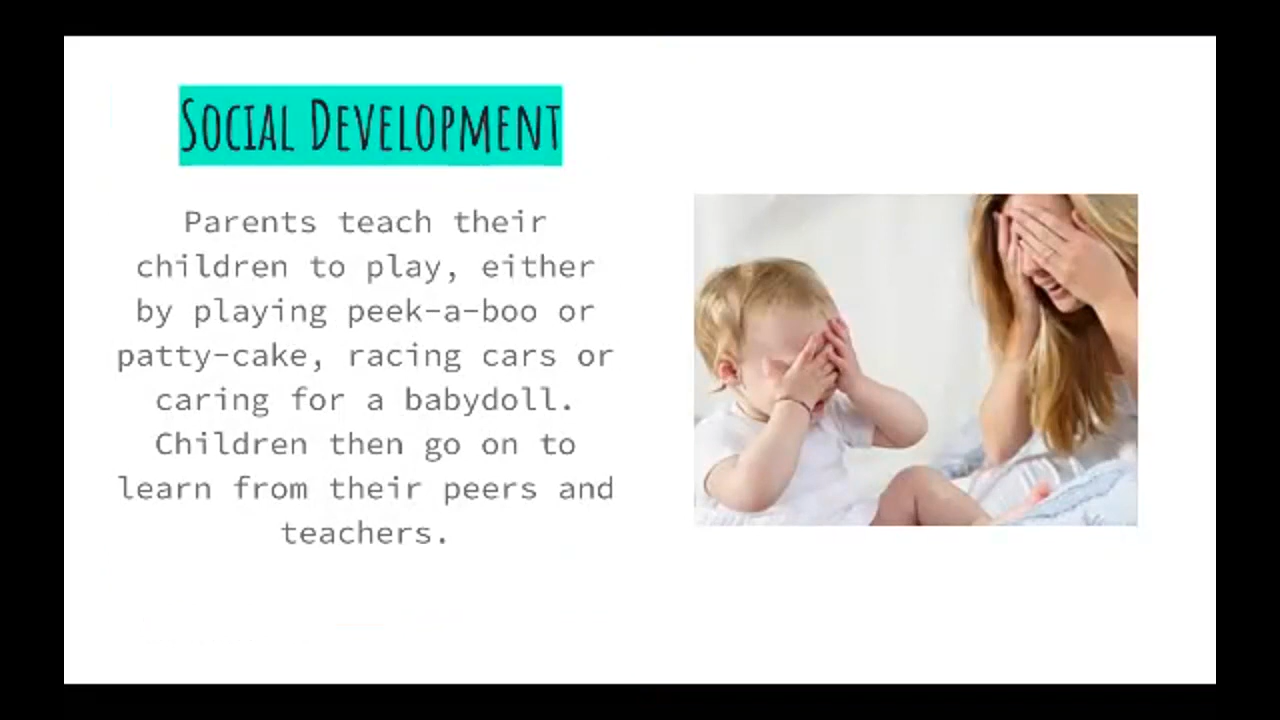 Social Development
Parents teach their
children to play, either
by playing peek-a-boo or
patty-cake, racing cars or
caring for a babydoll.
Children then go on to
learn from their peers and
teachers.